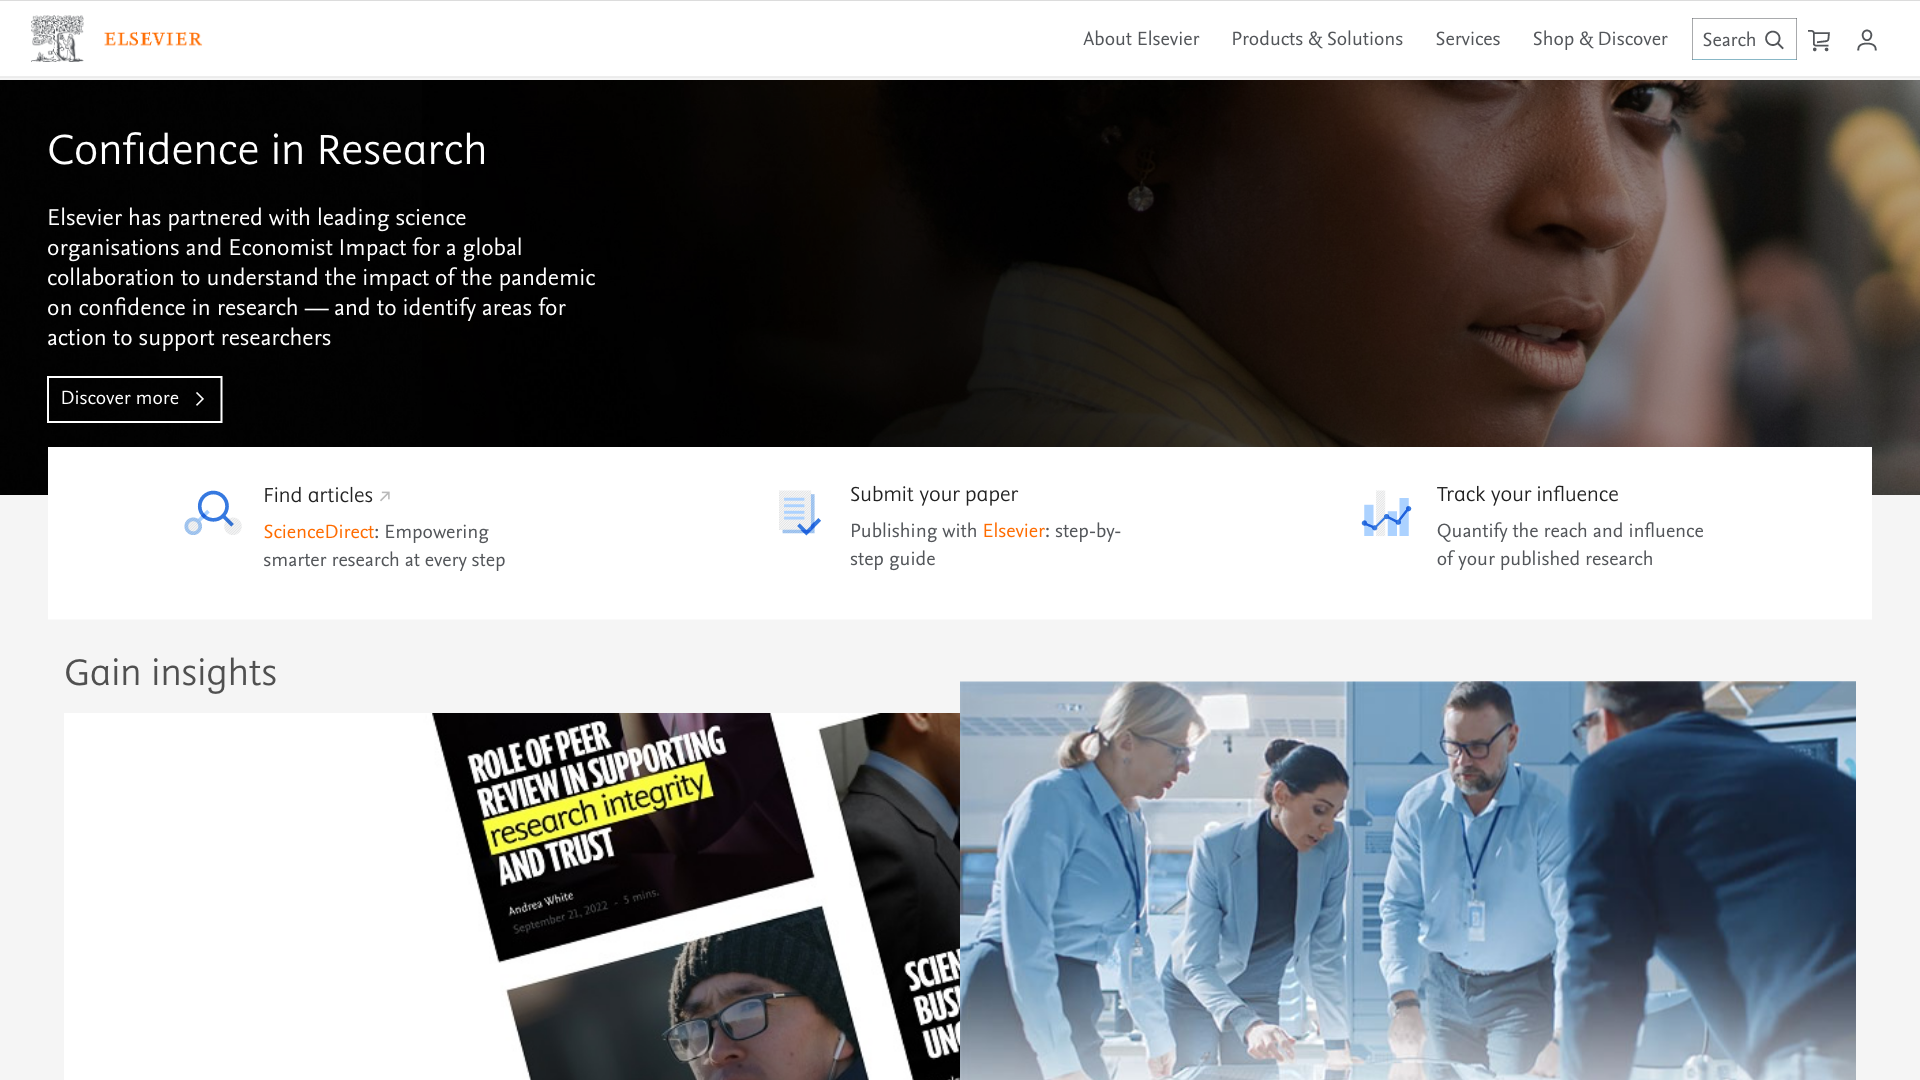 ELSEVIER
About Elsevier
Products & Solutions
Services
Shop & Discover
Search
Confidence in Research
Elsevier has partnered with leading science
organisations and Economist Impact for a global
collaboration to understand the impact of the pandemic
on confidence in research — and to identify areas for
action to support researchers
Discover more
Find articles
ScienceDirect: Empowering
smarter research at every step
Submit your paper
Publishing with Elsevier: step-by-
step guide
Track your influence
Quantify the reach and influence
of your published research
Gain insights
ROLE OF PEER
REVIEW IN SUPPORTING
research integrity
AND TRUST
Andrea White
September 21, 2022 - 5 mins.
SCIEN
BUSI
UNC